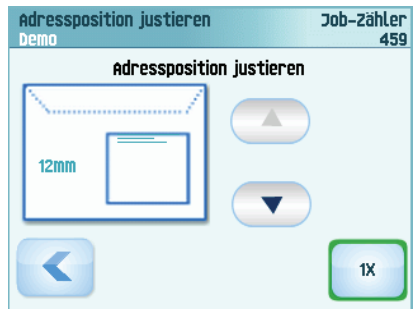 Adressposition justieren Job-Zähler
Demo 459
Adressposition justieren
12mm
1X